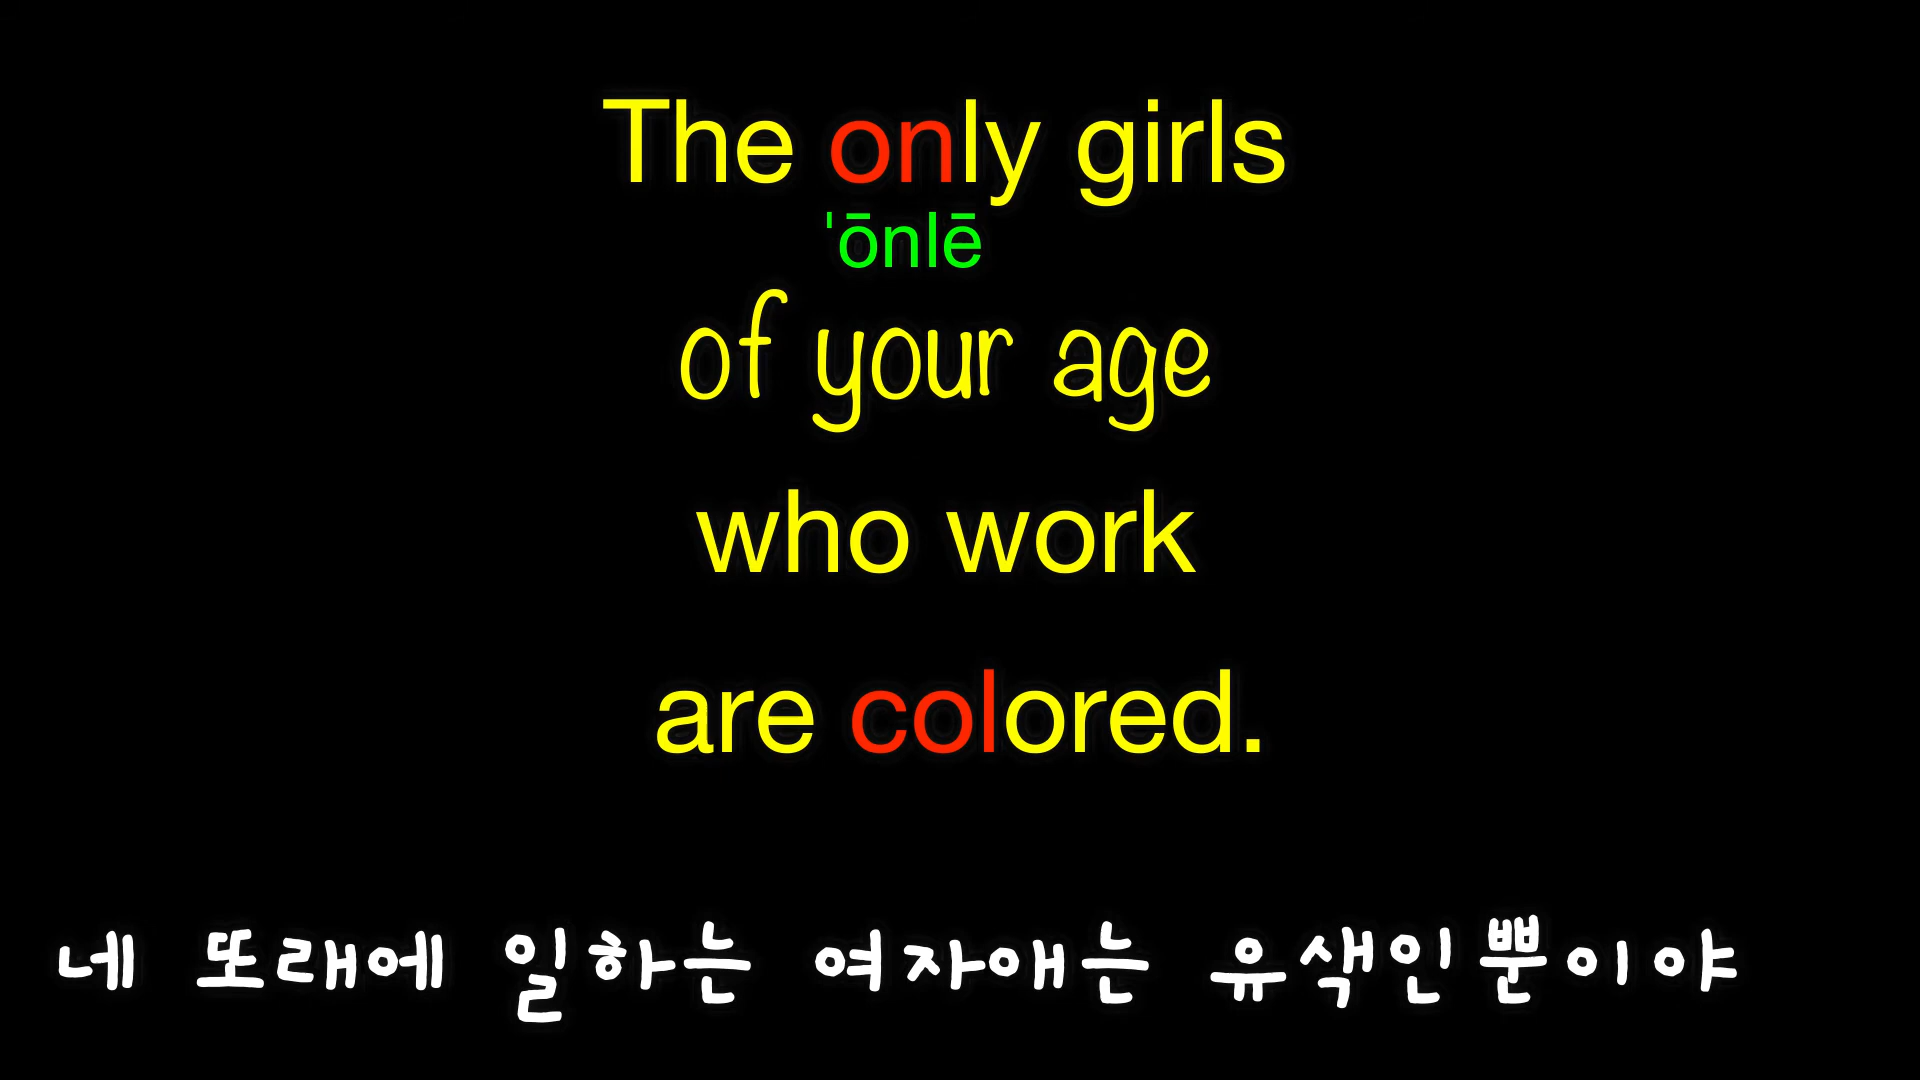 The only girls
ˈōnlē
of your age
who work
are colored.
네 또래에 일하는 여자애는 유색인뿐이야